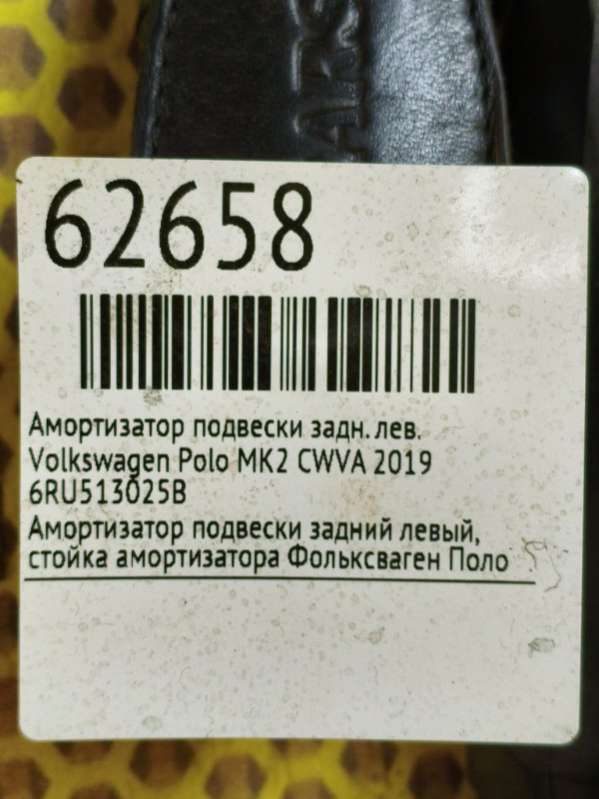 ARS
62658
Амортизатор подвески задн. лев.
Volkswagen Polo MK2 CWVA 2019
6RU513025B
Амортизатор подвески задний левый,
стойка амортизатора Фольксваген Поло